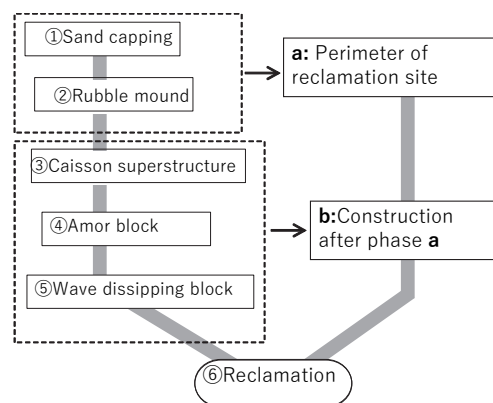 ①Sand capping
②Rubble mound
③Caisson superstructure
④Amor block
⑤Wave dissipping block
a: Perimeter of
reclamation site
b:Construction
after phase a
⑥Reclamation